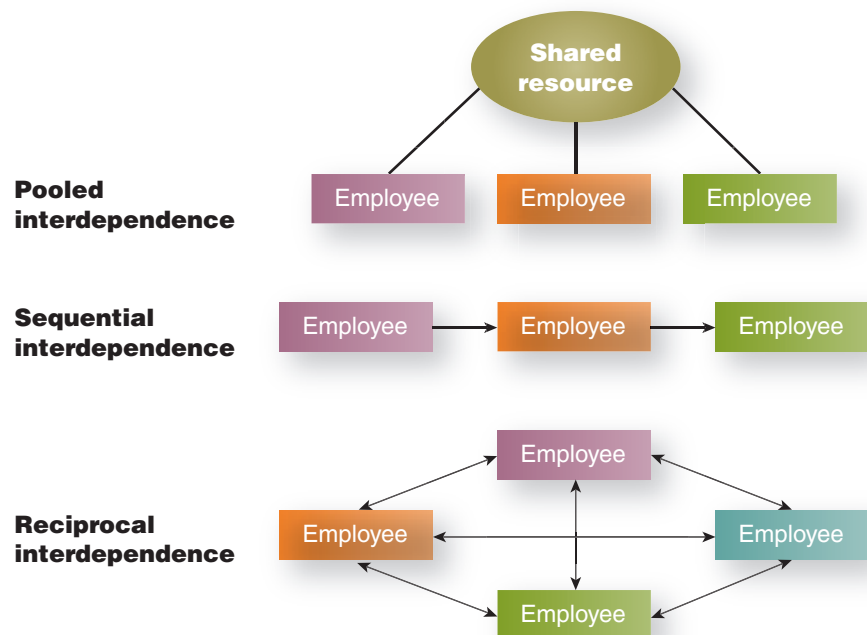 Shared
resource
Pooled
interdependence
Employee
Employee
Employee
Sequential
interdependence
Employee
Employee
Employee
Reciprocal
interdependence
Employee
Employee
Employee
Employee